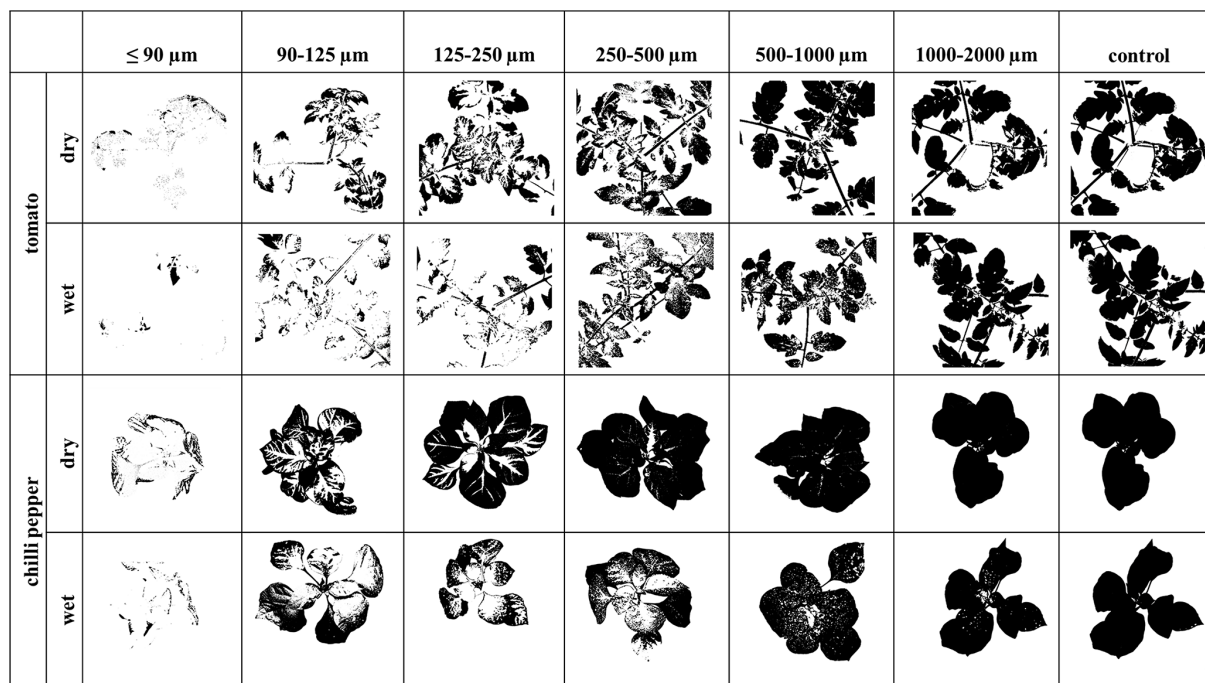 ≤ 90 µm 90-125 µm 125-250 µm 250-500 µm 500-1000 µm 1000-2000 µm control
tomato
dry
wet
chilli pepper
dry
wet